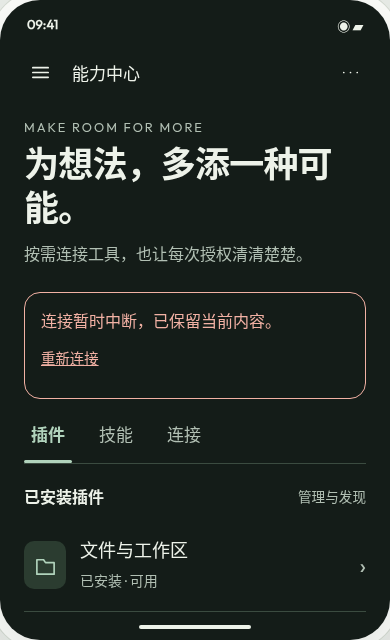 09:41
能力中心
···
MAKE ROOM FOR MORE
为想法，多添一种可
能。
按需连接工具，也让每次授权清清楚楚。
连接暂时中断，已保留当前内容。
重新连接
插件 技能 连接
已安装插件 管理与发现
文件与工作区
已安装·可用